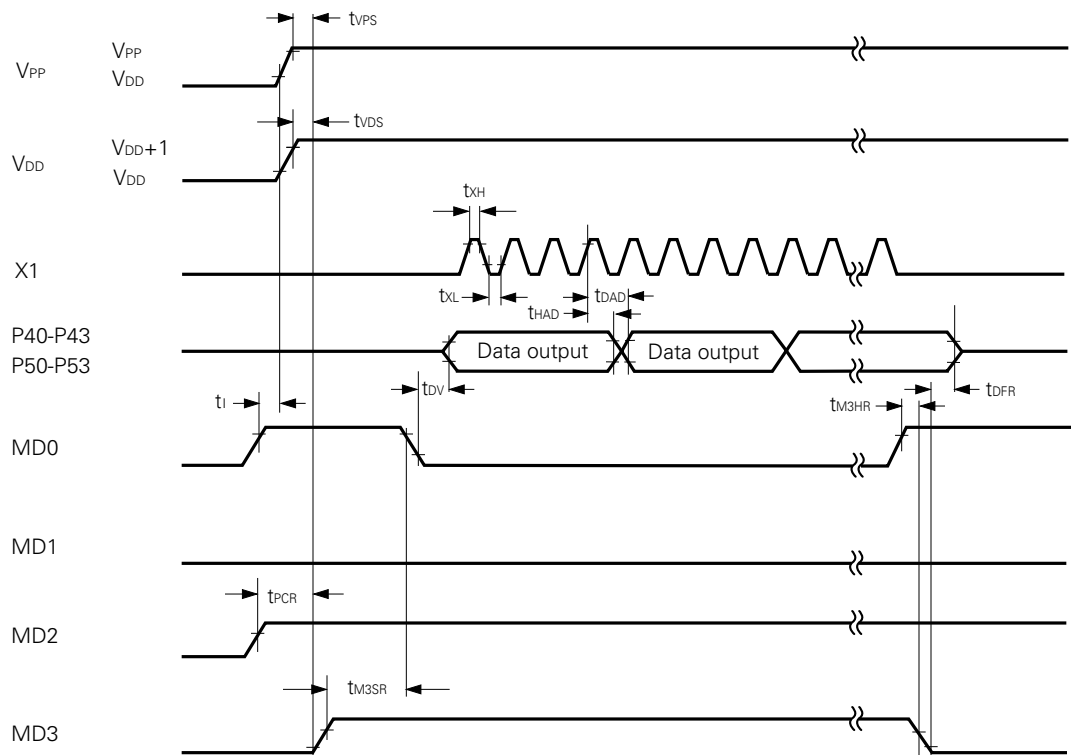 tVPS
VPP
VPP
VDD
tVDS
VDD+1
VDD
VDD
tXH
X1
tXL
tDAD
tHAD
P40-P43
P50-P53
Data output
Data output
tDV
tDFR
tI
tM3HR
MD0
MD1
tPCR
MD2
tM3SR
MD3